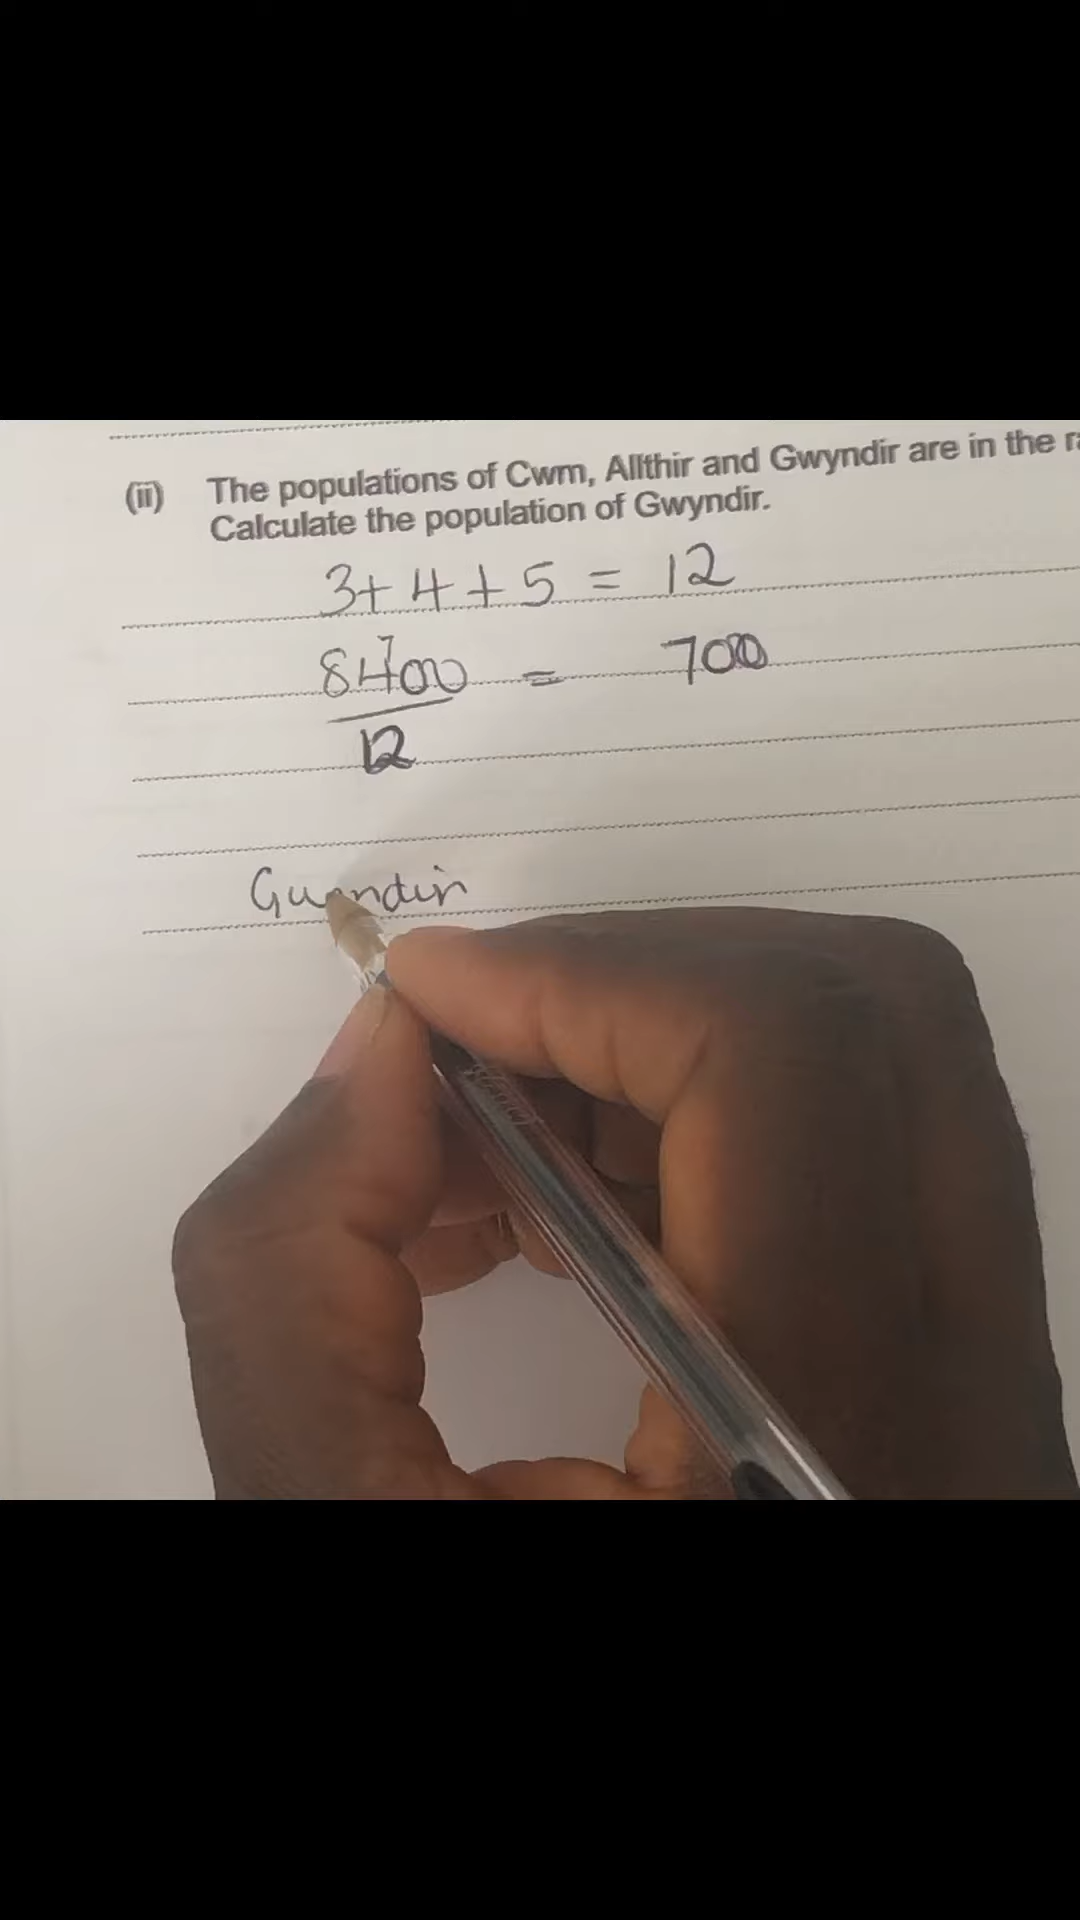 (ii) The populations of Cwm, Allthir and Gwyndir are in the
Calculate the population of Gwyndir.
3 + 4 + 5 = 12
8400 = 700
12